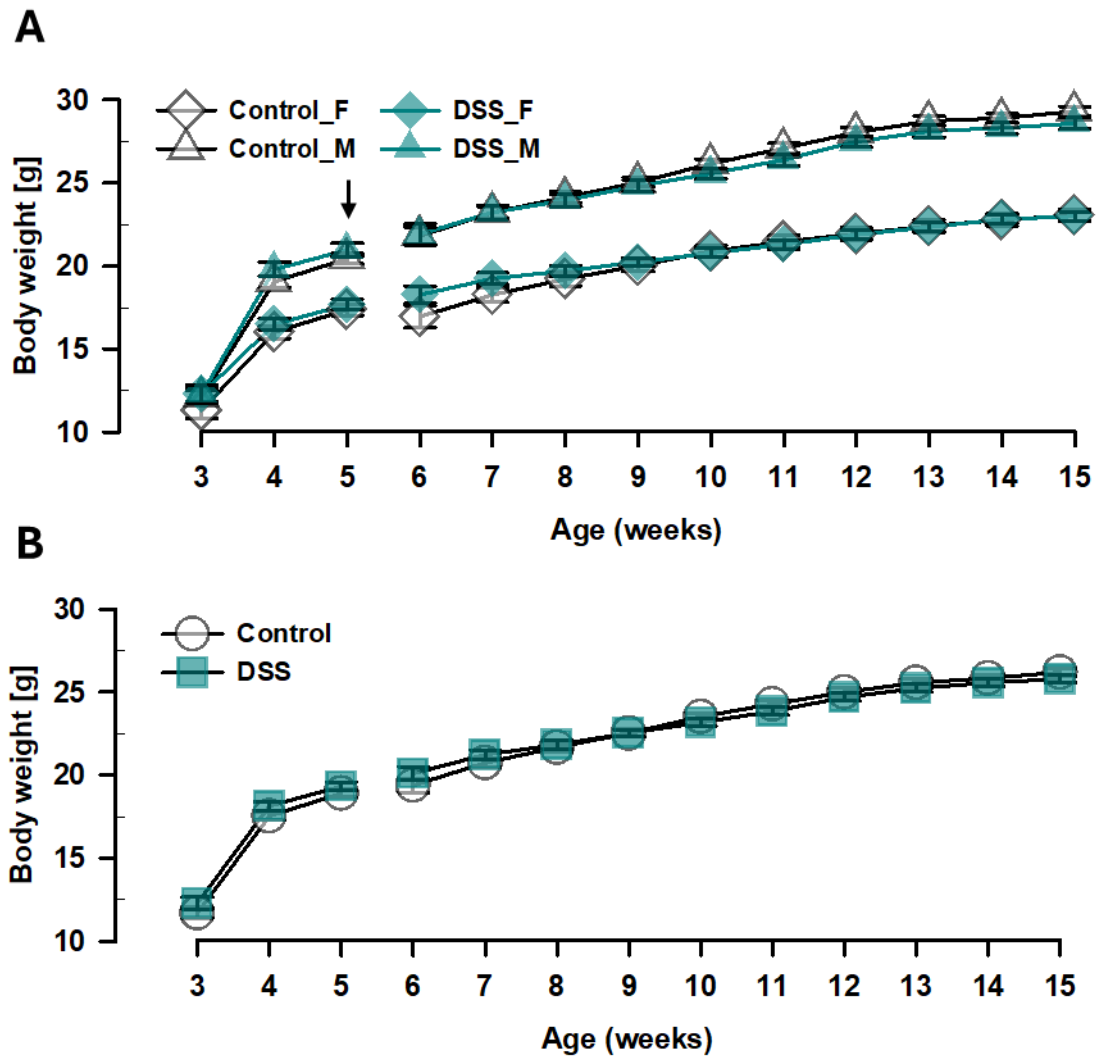 A
Control_F
DSS_F
Control_M
DSS_M
Body weight [g]
30
25
20
15
10
3 4 5 6 7 8 9 10 11 12 13 14 15
Age (weeks)
B
Control
DSS
Body weight [g]
30
25
20
15
10
3 4 5 6 7 8 9 10 11 12 13 14 15
Age (weeks)